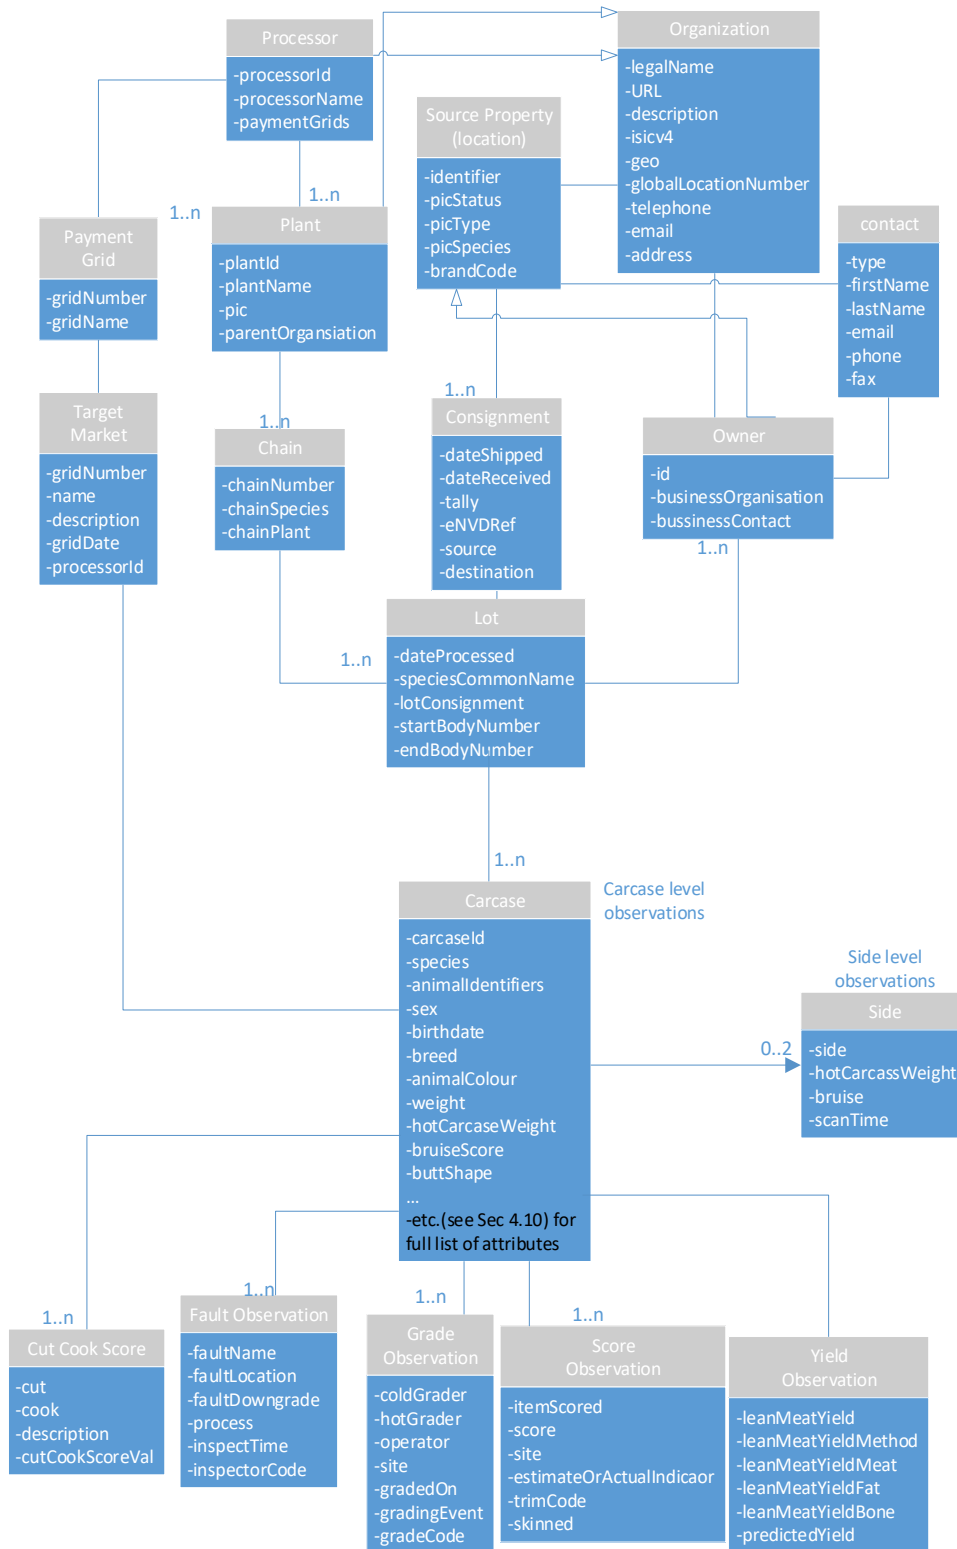 Processor
-processorId
-processorName
-paymentGrids
Organization
-legalName
-URL
-description
-isicv4
-geo
-globalLocationNumber
-telephone
-email
-address
Source Property
(location)
-identifier
-picStatus
-picType
-picSpecies
-brandCode
1..n
1..n
Payment
Grid
-gridNumber
-gridName
Plant
-plantId
-plantName
-pic
-parentOrgansiation
contact
-type
-firstName
-lastName
-email
-phone
-fax
1..n
1..n
Target
Market
-gridNumber
-name
-description
-gridDate
-processorId
Chain
-chainNumber
-chainSpecies
-chainPlant
Consignment
-dateShipped
-dateReceived
-tally
-eNVDRef
-source
-destination
Owner
-id
-businessOrganisation
-bussinessContact
1..n
1..n
Lot
-dateProcessed
-speciesCommonName
-lotConsignment
-startBodyNumber
-endBodyNumber
1..n
Carcase
-carcaseId
-species
-animalIdentifiers
-sex
-birthdate
-breed
-animalColour
-weight
-hotCarcaseWeight
-bruiseScore
-buttShape
...
-etc.(see Sec 4.10) for
full list of attributes
Carcase level
observations
Side level
observations
0..2
Side
-side
-hotCarcassWeight
-bruise
-scanTime
1..n
1..n
1..n
1..n
Cut Cook Score
-cut
-cook
-description
-cutCookScoreVal
Fault Observation
-faultName
-faultLocation
-faultDowngrade
-process
-inspectTime
-inspectorCode
Grade
Observation
-coldGrader
-hotGrader
-operator
-site
-gradedOn
-gradingEvent
-gradeCode
Score
Observation
-itemScored
-score
-site
-estimateOrActualIndicaor
-trimCode
-skinned
Yield
Observation
-leanMeatYield
-leanMeatYieldMethod
-leanMeatYieldMeat
-leanMeatYieldFat
-leanMeatYieldBone
-predictedYield